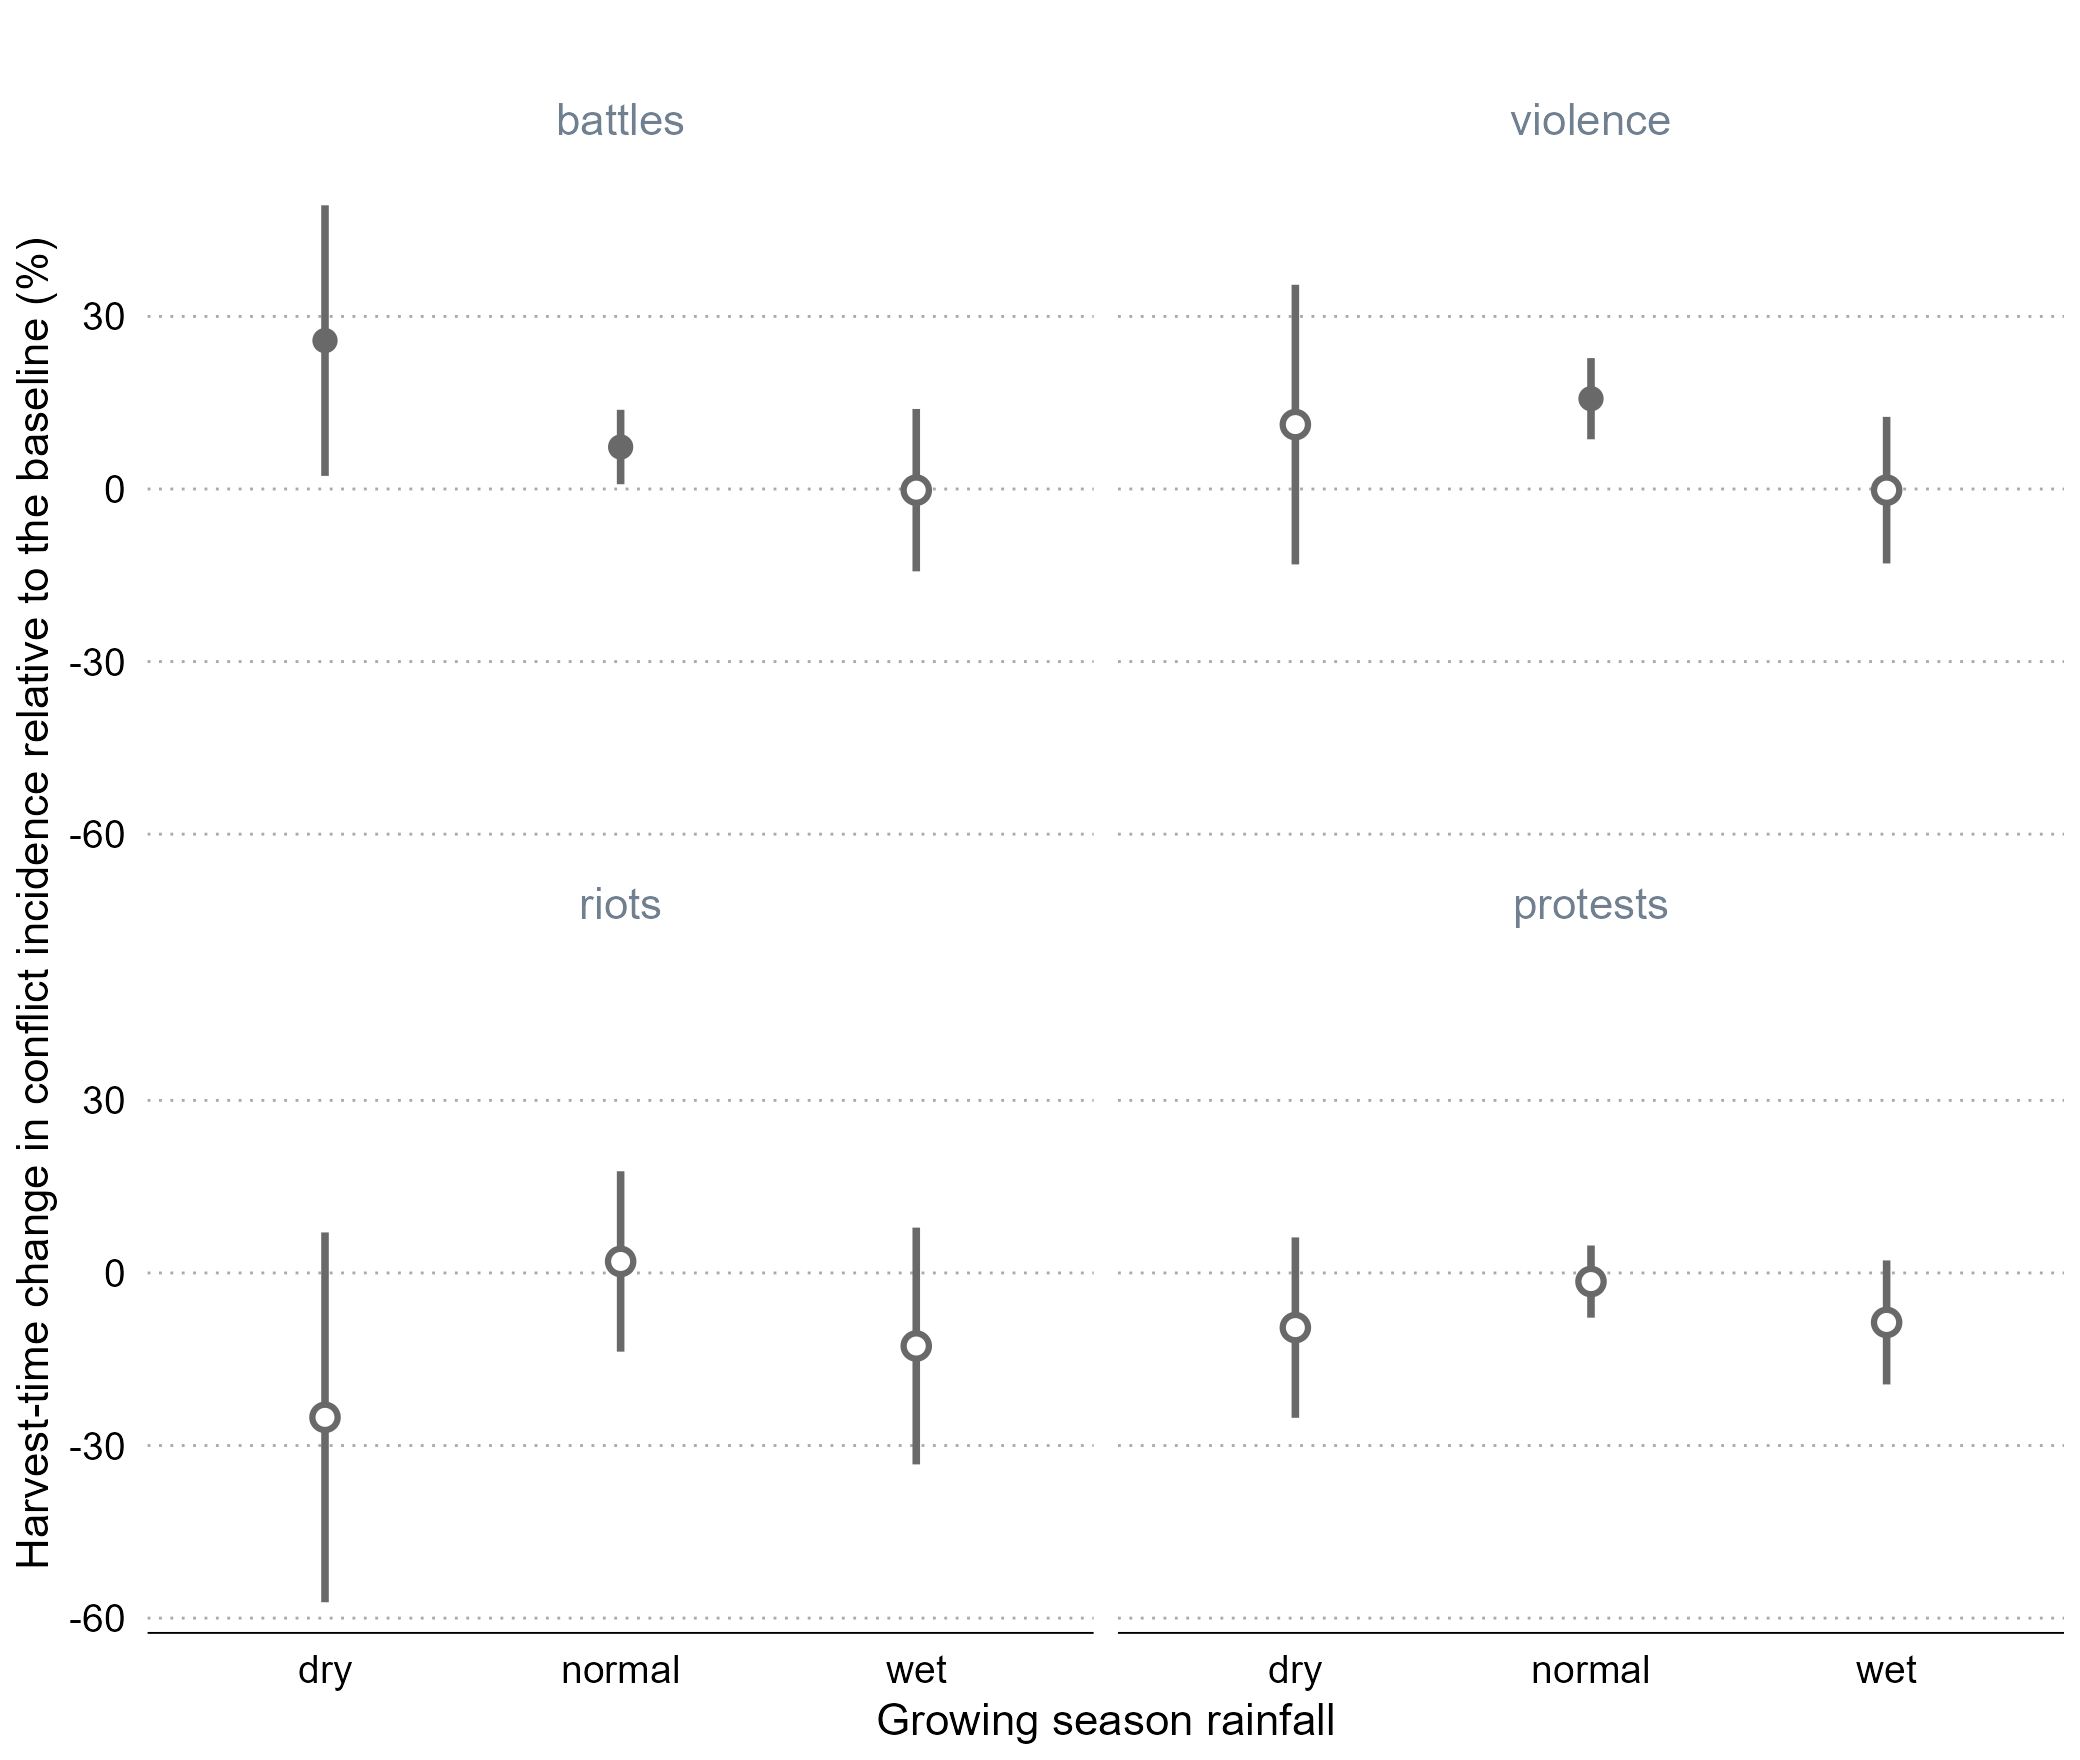 battles
violence
Harvest-time change in conflict incidence relative to the baseline (%)
30
0
-30
-60
riots
protests
30
0
-30
-60
dry normal wet dry normal wet
Growing season rainfall